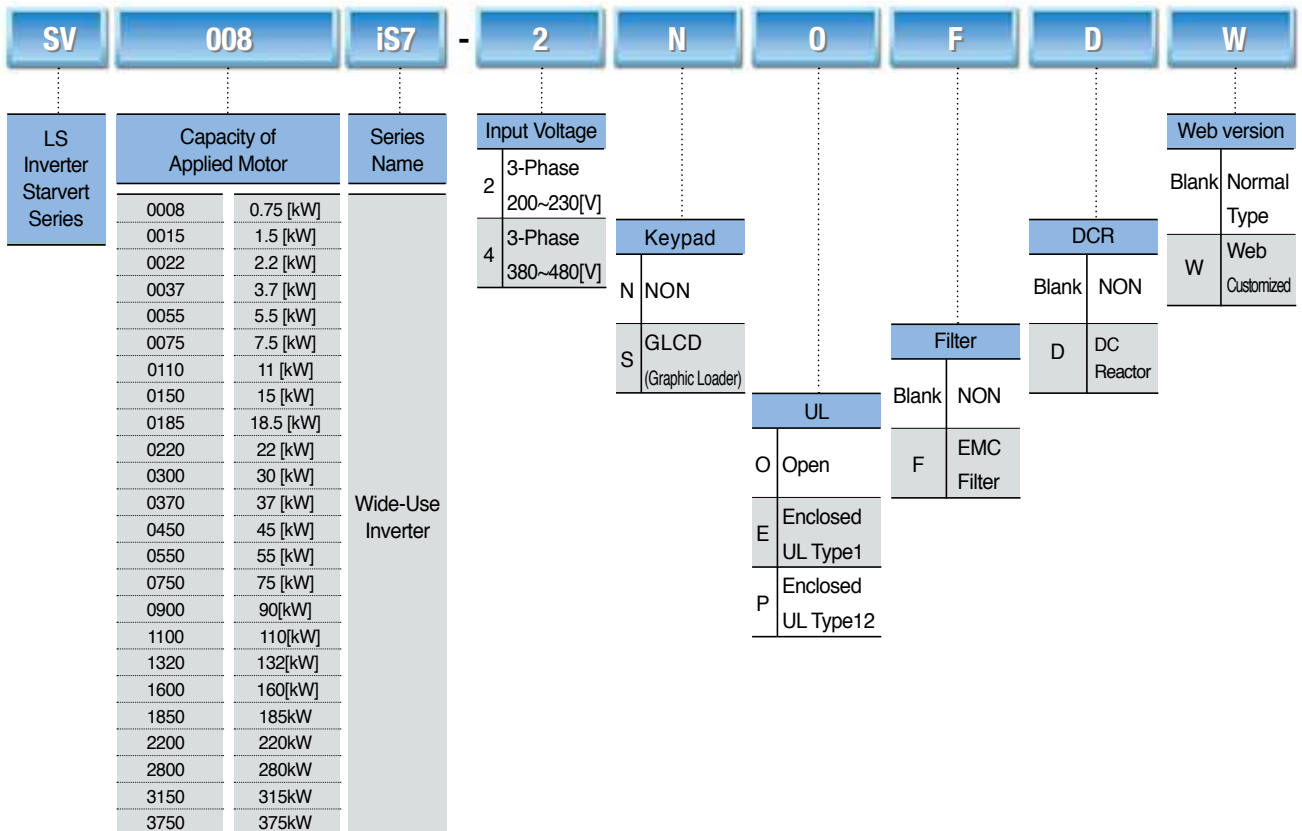 SV 008 iS7 - 2 N O F D W
LS
Inverter
Starvert
Series
Capacity of
Applied Motor
0008 0.75 [kW]
0015 1.5 [kW]
0022 2.2 [kW]
0037 3.7 [kW]
0055 5.5 [kW]
0075 7.5 [kW]
0110 11 [kW]
0150 15 [kW]
0185 18.5 [kW]
0220 22 [kW]
0300 30 [kW]
0370 37 [kW]
0450 45 [kW]
0550 55 [kW]
0750 75 [kW]
0900 90[kW]
1100 110[kW]
1320 132[kW]
1600 160[kW]
1850 185kW
2200 220kW
2800 280kW
3150 315kW
3750 375kW
Series
Name
Wide-Use
Inverter
Input Voltage
2 3-Phase
200~230[V]
4 3-Phase
380~480[V]
Keypad
N NON
S GLCD
(Graphic Loader)
UL
O Open
E Enclosed
UL Type1
P Enclosed
UL Type12
Filter
Blank NON
F EMC
Filter
DCR
Blank NON
D DC
Reactor
Web version
Blank Normal
Type
W Web
Customized